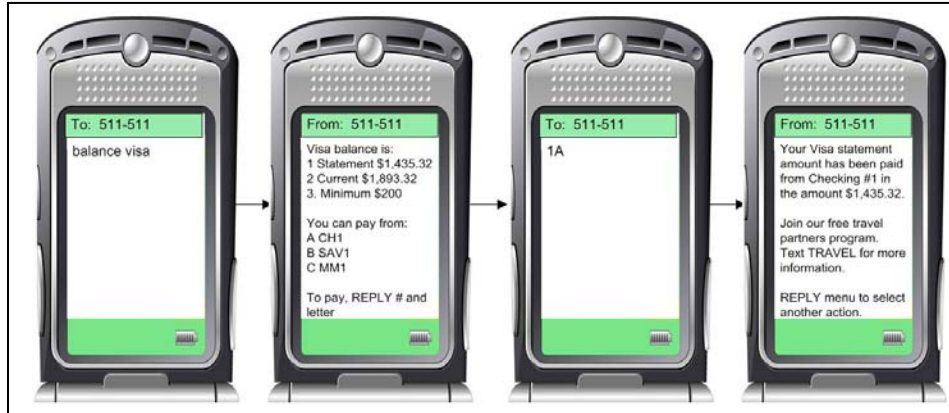 To: 511-511
balance visa
From: 511-511
Visa balance is:
1 Statement $1,435.32
2 Current $1,893.32
3. Minimum $200
You can pay from:
A CH1
B SAV1
C MM1
To pay, REPLY # and
letter
To: 511-511
1A
From: 511-511
Your Visa statement
amount has been paid
from Checking #1 in
the amount $1,435.32.
Join our free travel
partners program.
Text TRAVEL for more
information.
REPLY menu to select
another action.